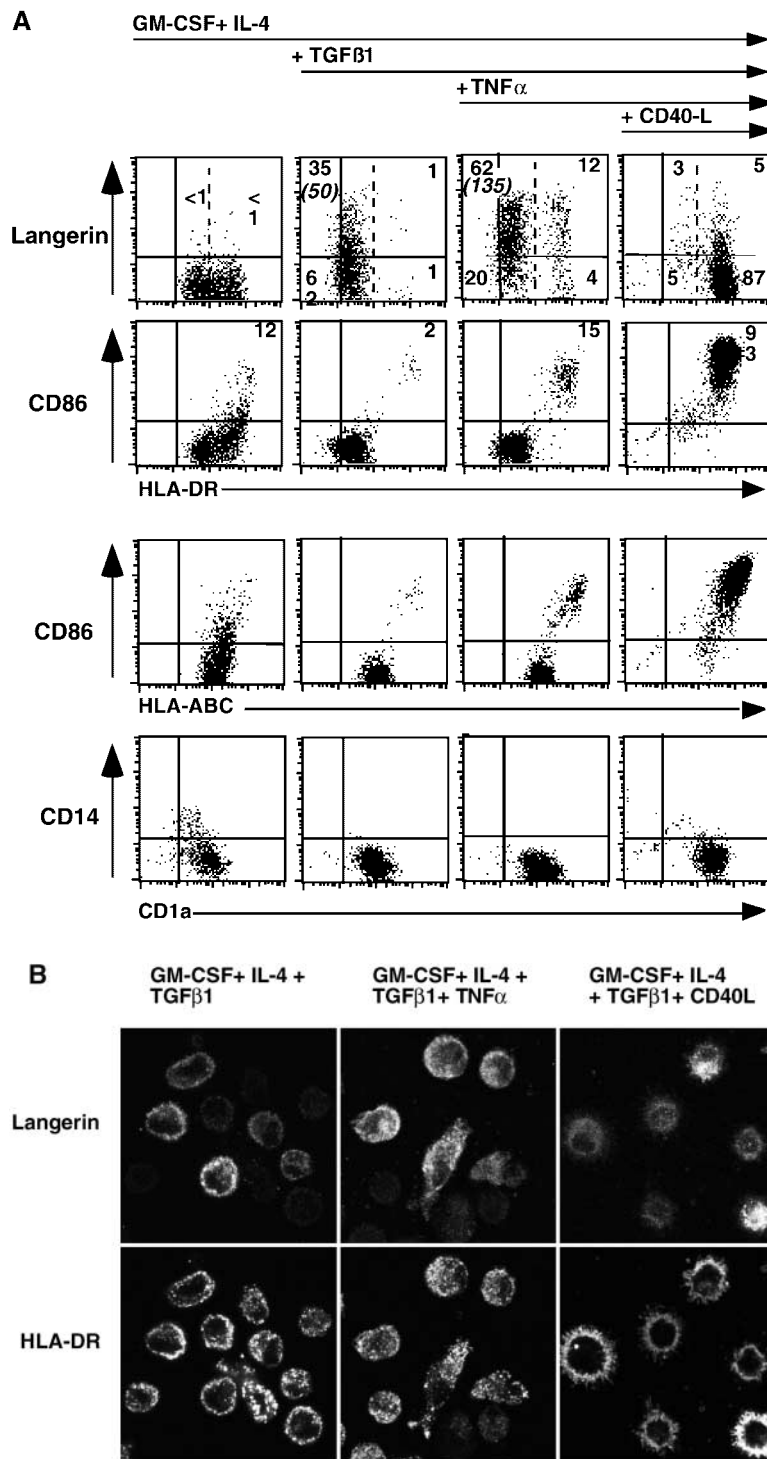 A
GM-CSF+ IL-4
+ TGFβ1
+ TNFα
+ CD40-L
Langerin
<1
<
1
35
(50)
1
6
2
1
62
(135)
12
20
4
3
5
5
87
CD86
12
2
15
9
3
HLA-DR
CD86
HLA-ABC
CD14
CD1a
B
GM-CSF+ IL-4 +
TGFβ1
GM-CSF+ IL-4 +
TGFβ1+ TNFα
GM-CSF+ IL-4
+ TGFβ1+ CD40L
Langerin
HLA-DR